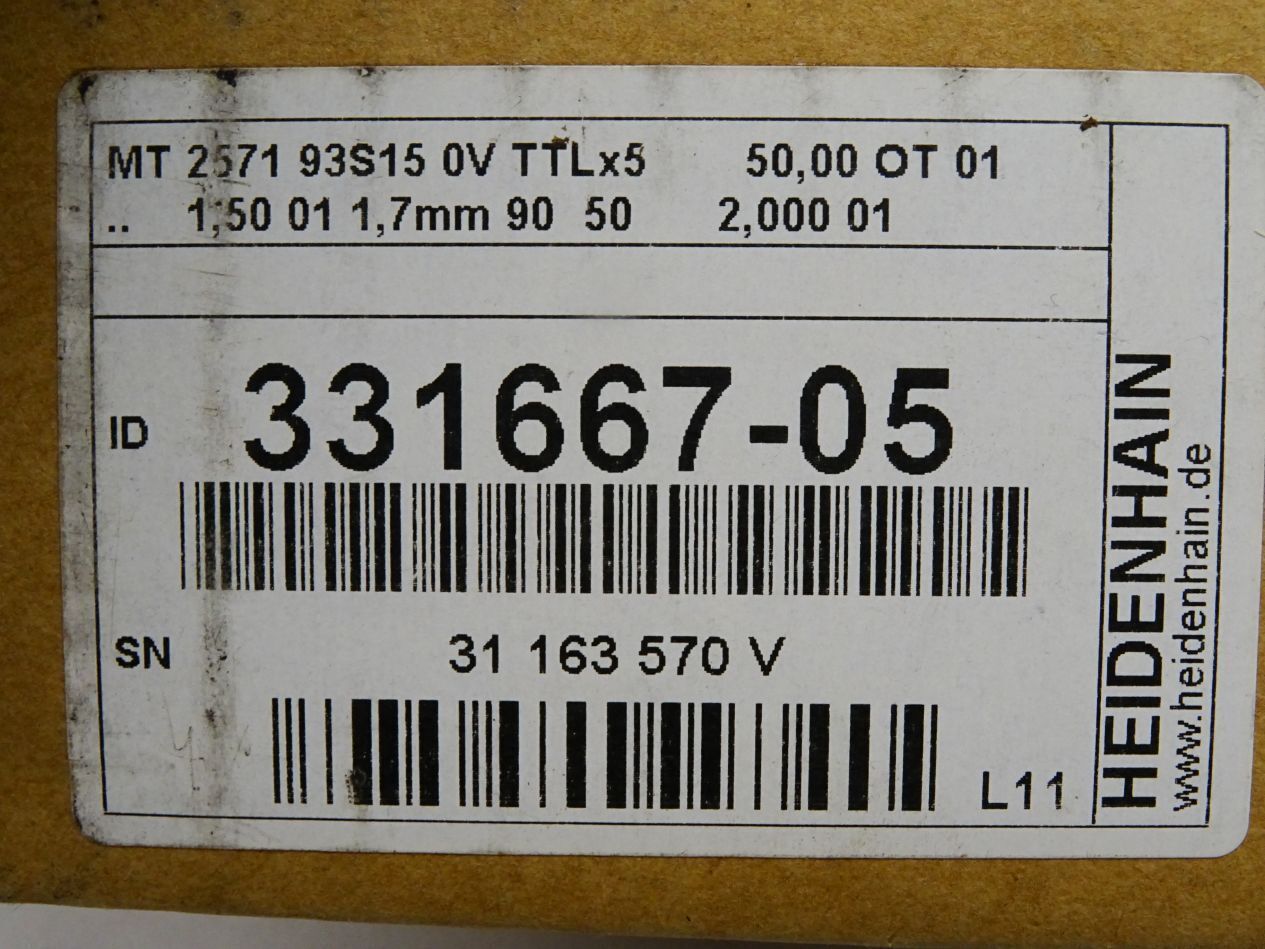 MT 2571 93S15 0V TTLx5 50,00 OT 01
.. 1,50 01 1,7mm 90 50 2,000 01
ID 331667-05
SN 31 163 570 V
L11
HEIDENHAIN
www.heidenhain.de